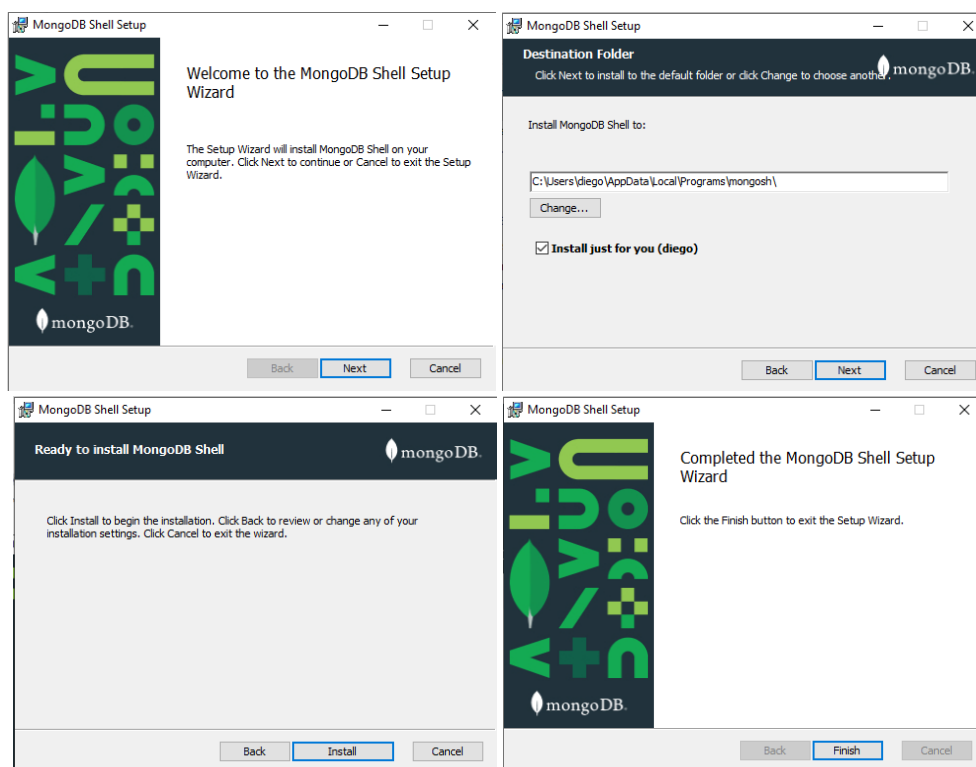 MongoDB Shell Setup
Welcome to the MongoDB Shell Setup
Wizard
The Setup Wizard will install MongoDB Shell on your
computer. Click Next to continue or Cancel to exit the Setup
Wizard.
mongoDB.
Back
Next
Cancel
MongoDB Shell Setup
Destination Folder
Click Next to install to the default folder or click Change to choose another.
mongoDB.
Install MongoDB Shell to:
C:\Users\diego\AppData\Local\Programs\mongosh\
Change...
Install just for you (diego)
Back
Next
Cancel
MongoDB Shell Setup
Ready to install MongoDB Shell
mongoDB.
Click Install to begin the installation. Click Back to review or change any of your
installation settings. Click Cancel to exit the wizard.
Back
Install
Cancel
MongoDB Shell Setup
Completed the MongoDB Shell Setup
Wizard
Click the Finish button to exit the Setup Wizard.
mongoDB.
Back
Finish
Cancel